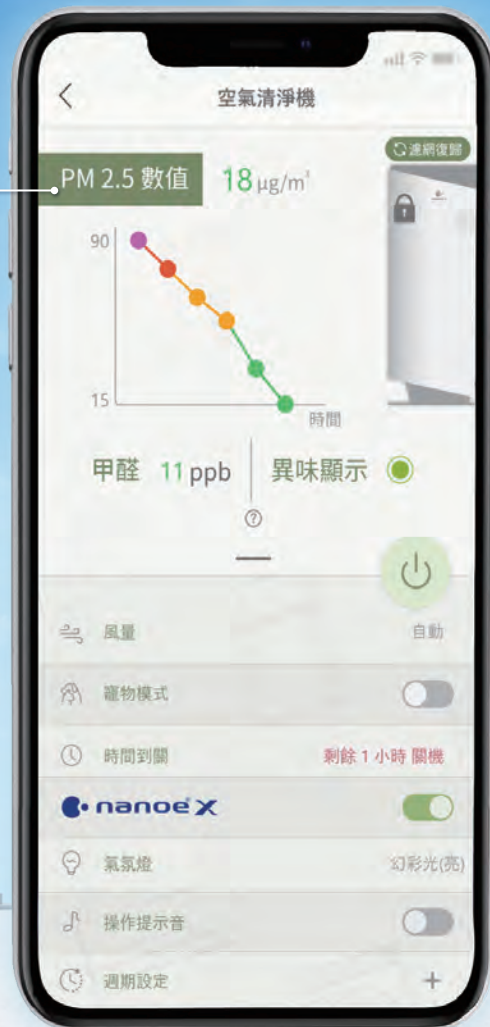 空氣清淨機
濾網復歸
PM 2.5 數值 18 μg/m³
90
15
時間
甲醛 11 ppb 異味顯示
?
風量 自動
寵物模式
時間到關 剩餘 1 小時 關機
nanoe X
氣氛燈 幻彩光(亮)
操作提示音
週期設定 +